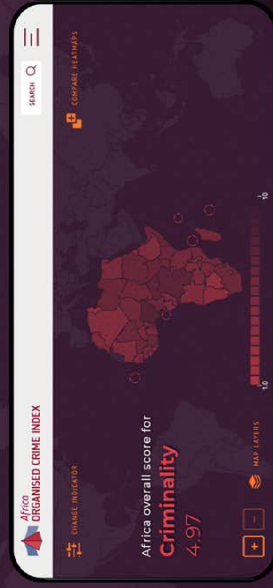 Africa
ORGANISED CRIME INDEX
SEARCH
CHANGE INDICATOR
COMPARE HEATMAPS
Africa overall score for
Criminality
4.97
MAP LAYERS
1.0
10